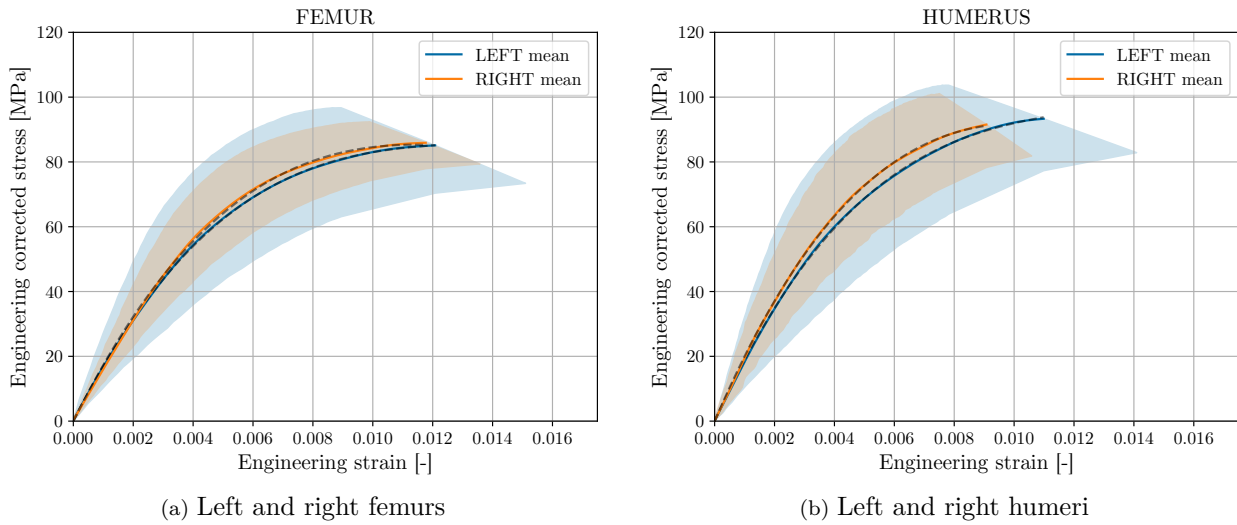 FEMUR
120
100
80
60
40
20
0
Engineering corrected stress [MPa]
LEFT mean
RIGHT mean
0.000 0.002 0.004 0.006 0.008 0.010 0.012 0.014 0.016
Engineering strain [-]
(a) Left and right femurs
HUMERUS
120
100
80
60
40
20
0
Engineering corrected stress [MPa]
LEFT mean
RIGHT mean
0.000 0.002 0.004 0.006 0.008 0.010 0.012 0.014 0.016
Engineering strain [-]
(b) Left and right humeri